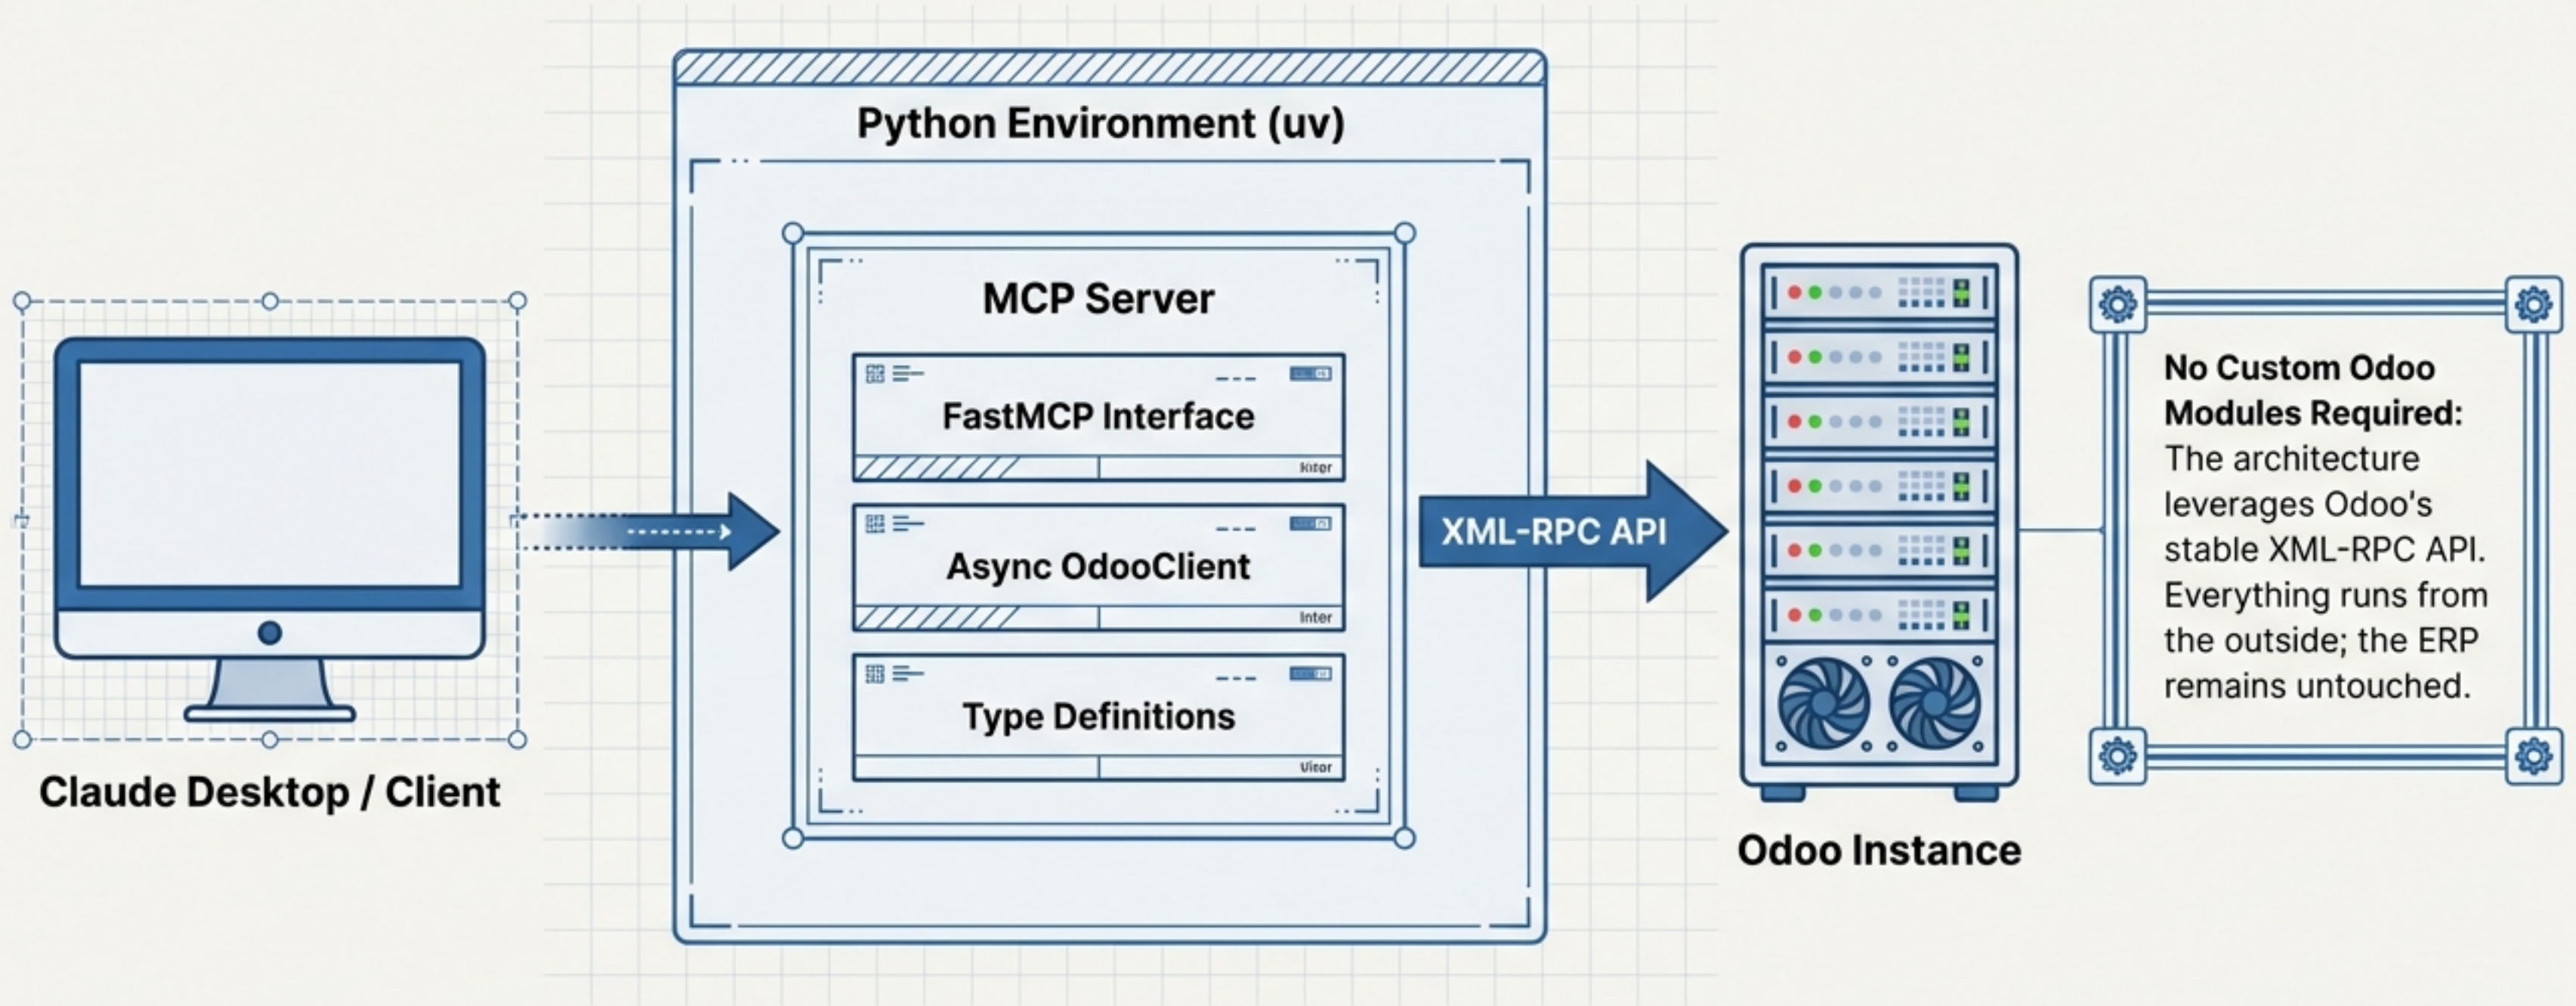 Python Environment (uv)
MCP Server
FastMCP Interface
Async OdooClient
Inter
Type Definitions
Claude Desktop / Client
XML-RPC API
Odoo Instance
No Custom Odoo
Modules Required:
The architecture
leverages Odoo's
stable XML-RPC API.
Everything runs from
the outside; the ERP
remains untouched.